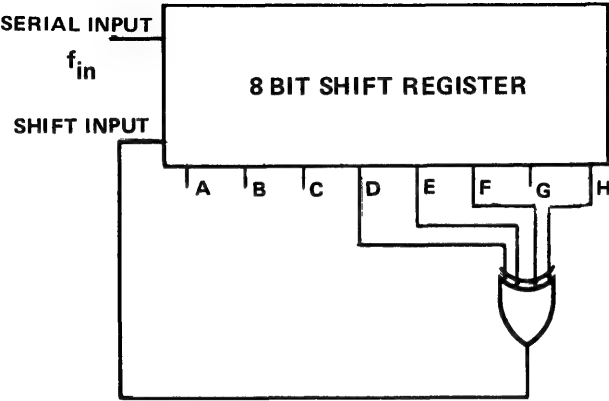 SERIAL INPUT
f_in
8 BIT SHIFT REGISTER
SHIFT INPUT
A B C D E F G H